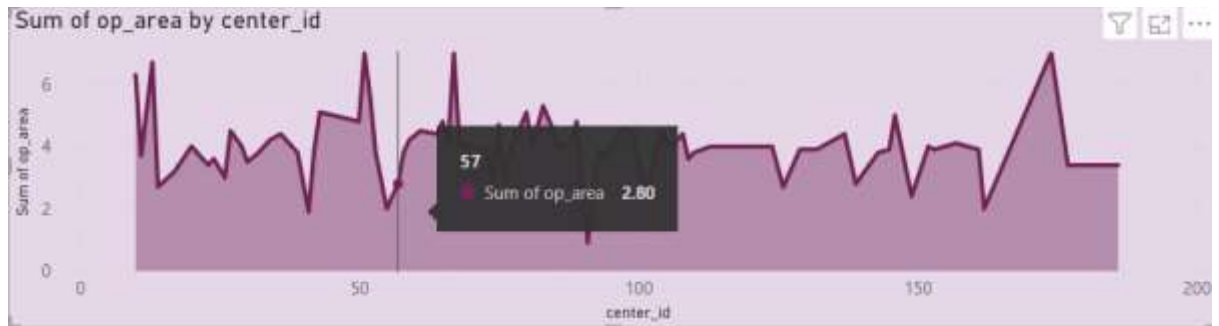 Sum of op_area by center_id
Sum of op_area
6
4
2
0
57
Sum of op_area 2.80
0
50
100
150
200
center_id